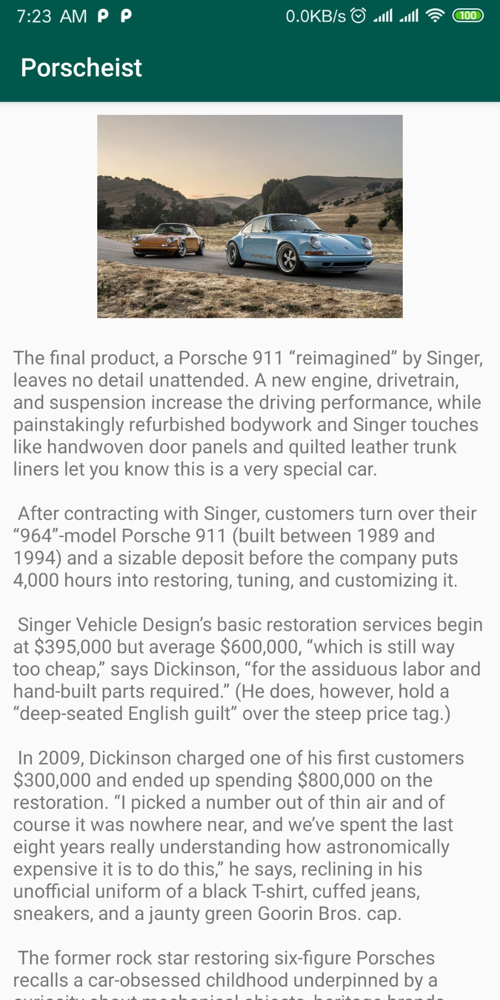 7:23 AM P P 0.0KB/s 100
Porscheist
PORSCHE
The final product, a Porsche 911 “reimagined” by Singer,
leaves no detail unattended. A new engine, drivetrain,
and suspension increase the driving performance, while
painstakingly refurbished bodywork and Singer touches
like handwoven door panels and quilted leather trunk
liners let you know this is a very special car.
After contracting with Singer, customers turn over their
“964”-model Porsche 911 (built between 1989 and
1994) and a sizable deposit before the company puts
4,000 hours into restoring, tuning, and customizing it.
Singer Vehicle Design’s basic restoration services begin
at $395,000 but average $600,000, “which is still way
too cheap,” says Dickinson, “for the assiduous labor and
hand-built parts required.” (He does, however, hold a
“deep-seated English guilt” over the steep price tag.)
In 2009, Dickinson charged one of his first customers
$300,000 and ended up spending $800,000 on the
restoration. “I picked a number out of thin air and of
course it was nowhere near, and we’ve spent the last
eight years really understanding how astronomically
expensive it is to do this,” he says, reclining in his
unofficial uniform of a black T-shirt, cuffed jeans,
sneakers, and a jaunty green Goorin Bros. cap.
The former rock star restoring six-figure Porsches
recalls a car-obsessed childhood underpinned by a